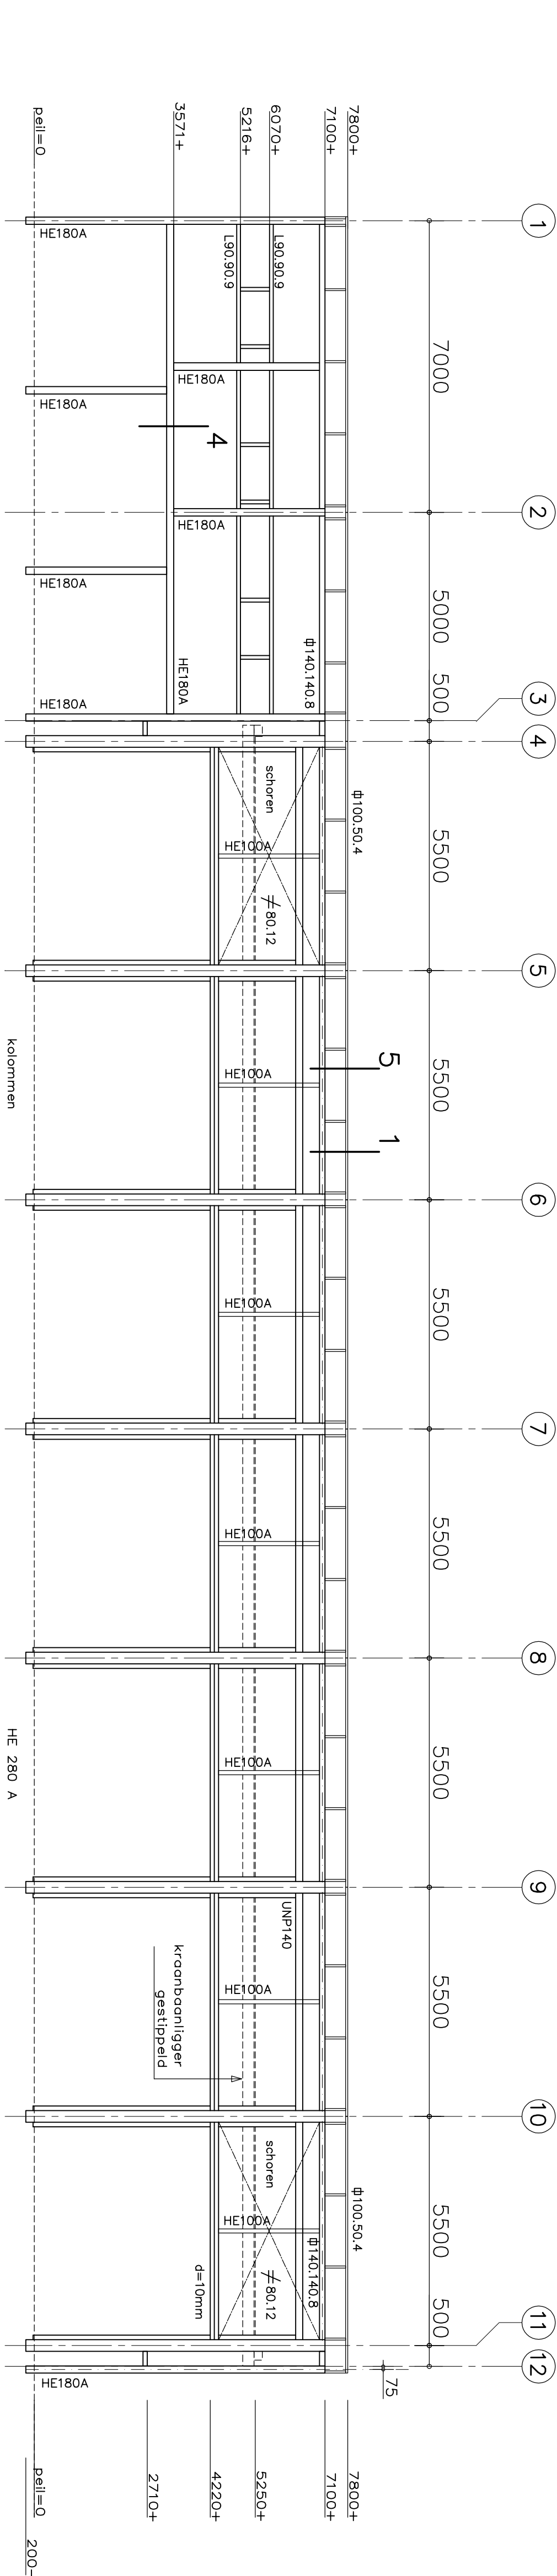 1 2 3 4 5 6 7 8 9 10 11 12
7000 5000 500 5500 5500 5500 5500 5500 5500 5500 500
75
7800+
7100+
6070+
5216+
3571+
peil=0
7800+
7100+
5250+
4220+
2710+
peil=0
200-
ф100.50.4
ф100.50.4
5
1
ф140.140.8
ф140.140.8
L90.90.9
L90.90.9
schoren
⌿80.12
UNP140
schoren
⌿80.12
HE100A
HE100A
HE100A
HE100A
HE100A
HE100A
HE100A
4
HE180A
HE180A
HE180A
d=10mm
kraanbaanligger
gestippeld
HE180A
HE180A
HE180A
HE180A
HE180A
kolommen
HE 280 A